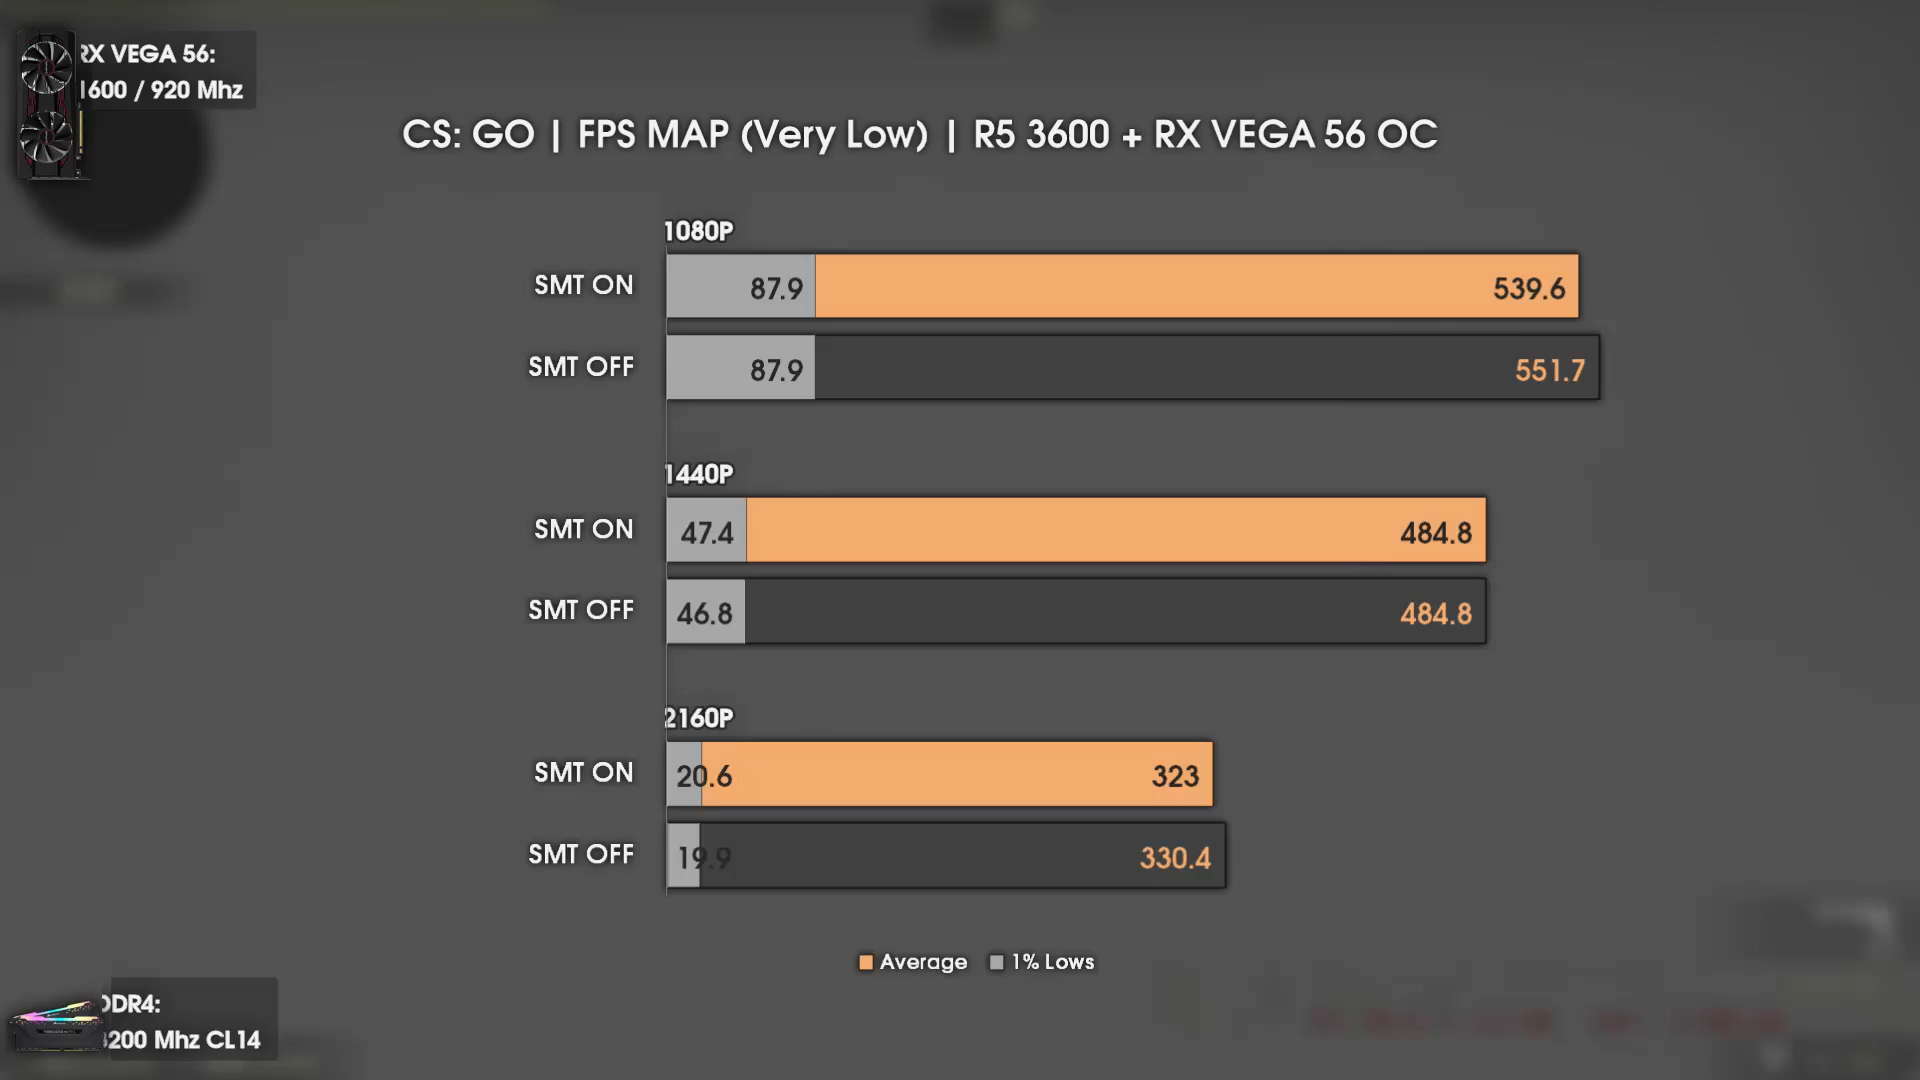 RX VEGA 56:
1600 / 920 Mhz
CS: GO | FPS MAP (Very Low) | R5 3600 + RX VEGA 56 OC
1080P
SMT ON 87.9 539.6
SMT OFF 87.9 551.7
1440P
SMT ON 47.4 484.8
SMT OFF 46.8 484.8
2160P
SMT ON 20.6 323
SMT OFF 19.9 330.4
Average 1% Lows
DDR4:
3200 Mhz CL14